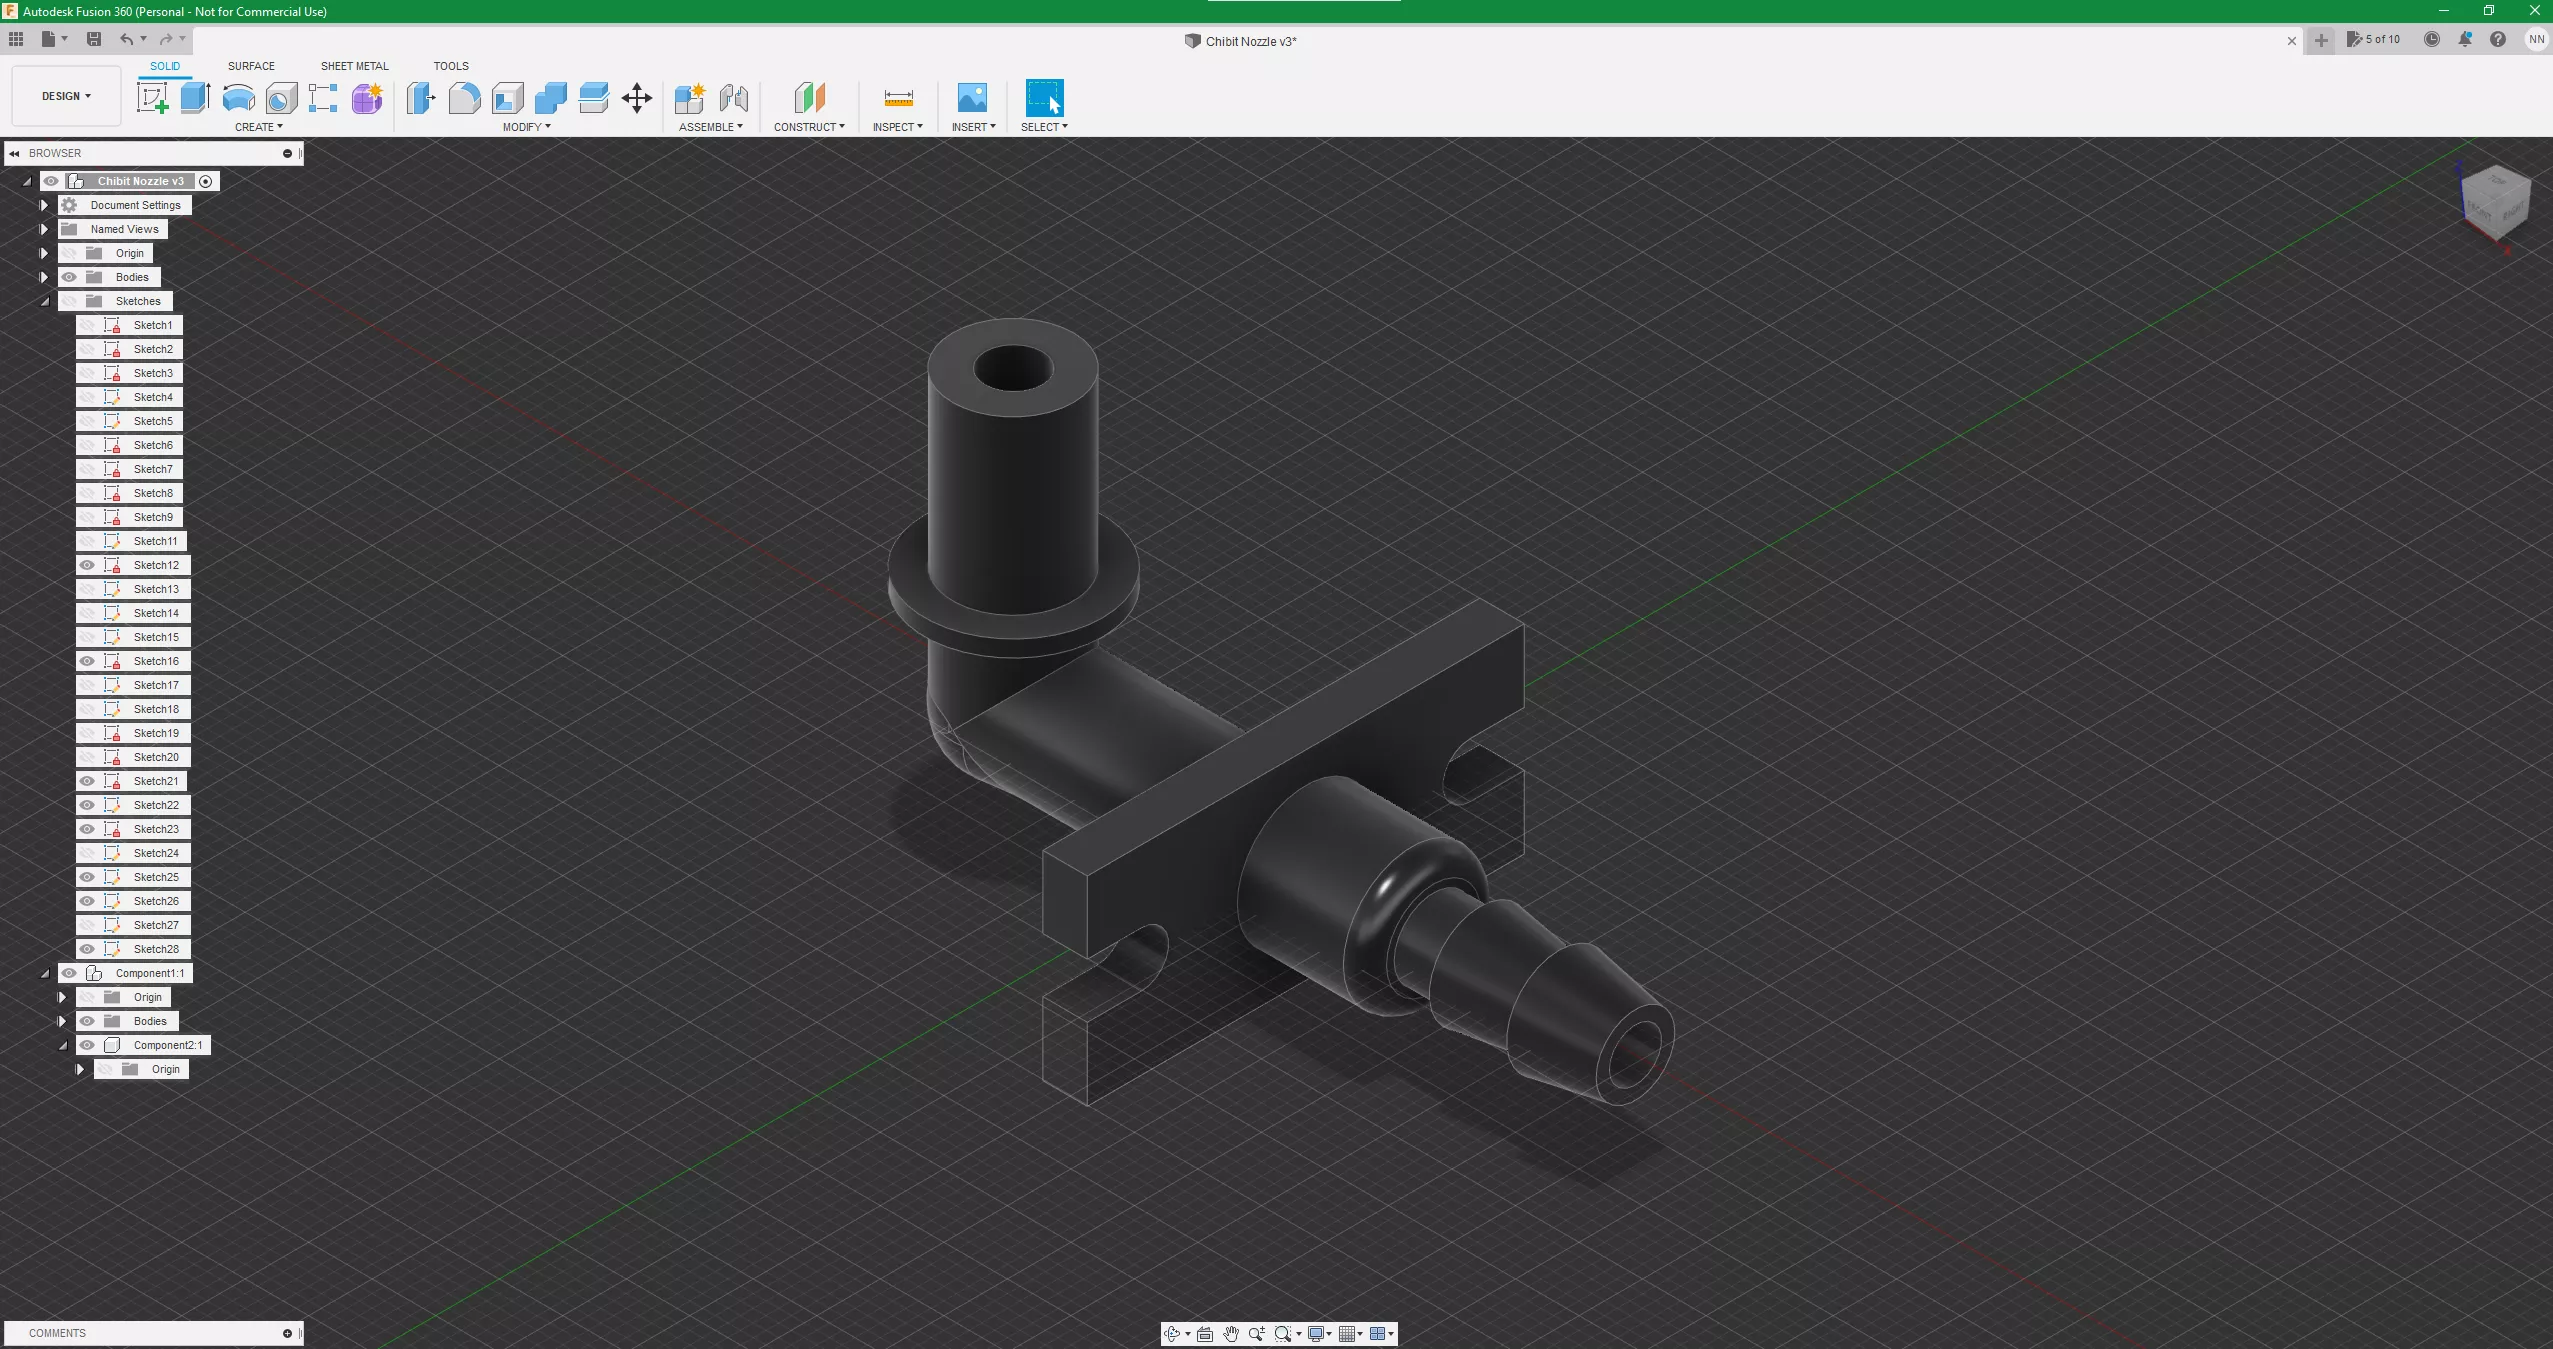 Autodesk Fusion 360 (Personal - Not for Commercial Use)
Chibit Nozzle v3*
5 of 10
NN
DESIGN
SOLID
SURFACE
SHEET METAL
TOOLS
CREATE
MODIFY
ASSEMBLE
CONSTRUCT
INSPECT
INSERT
SELECT
BROWSER
Chibit Nozzle v3
Document Settings
Named Views
Origin
Bodies
Sketches
Sketch1
Sketch2
Sketch3
Sketch4
Sketch5
Sketch6
Sketch7
Sketch8
Sketch9
Sketch11
Sketch12
Sketch13
Sketch14
Sketch15
Sketch16
Sketch17
Sketch18
Sketch19
Sketch20
Sketch21
Sketch22
Sketch23
Sketch24
Sketch25
Sketch26
Sketch27
Sketch28
Component1:1
Origin
Bodies
Component2:1
Origin
TOP
FRONT
RIGHT
Z
X
COMMENTS